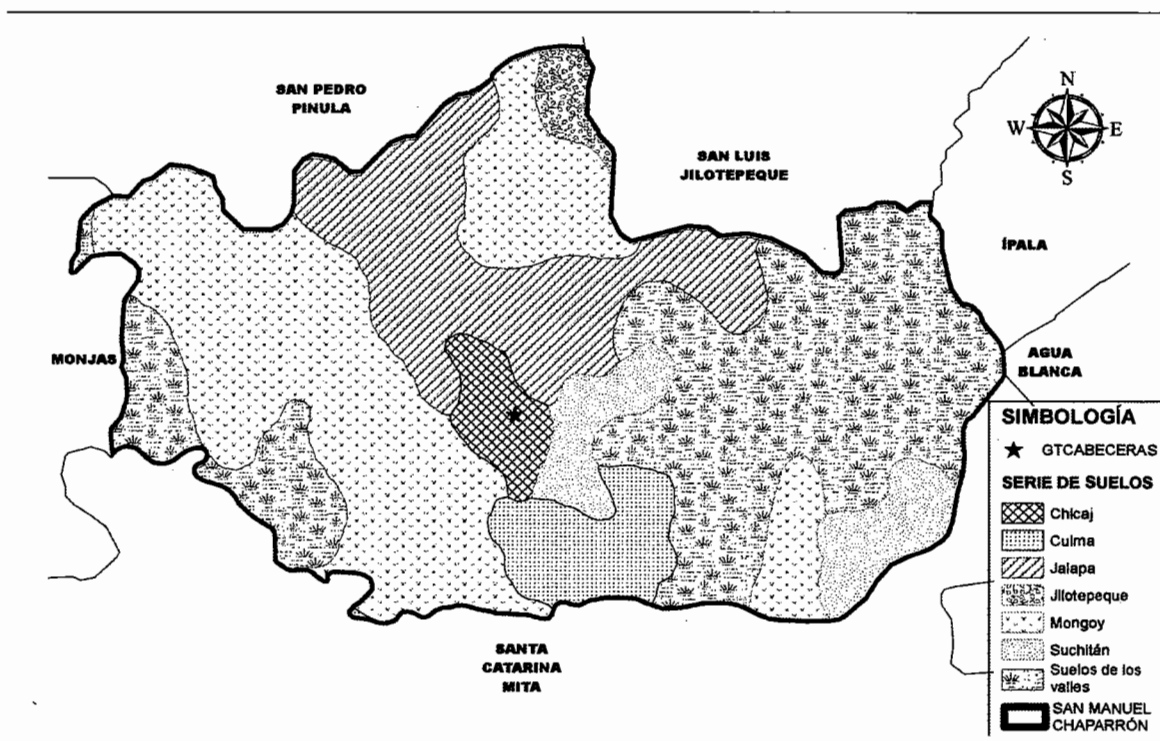 SAN PEDRO
PINULA
N
W
E
S
SAN LUIS
JILOTEPEQUE
ÍPALA
MONJAS
AGUA
BLANCA
SIMBOLOGÍA
GTCABECERAS
SERIE DE SUELOS
Chicaj
Culma
Jalapa
Jilotepeque
Mongoy
Suchitán
Suelos de los
valles
SAN MANUEL
CHAPARRÓN
SANTA
CATARINA
MITA